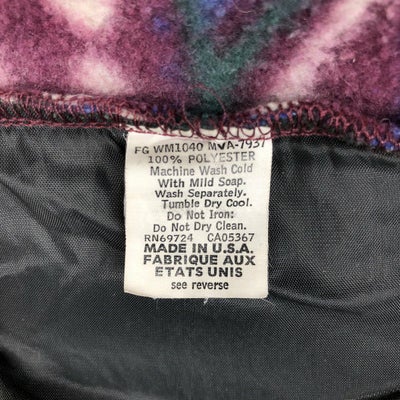 FG WM1040 MVA-7937
100% POLYESTER
Machine Wash Cold
With Mild Soap.
Wash Separately.
Tumble Dry Cool.
Do Not Iron:
Do Not Dry Clean.
RN69724 CA05367
MADE IN U.S.A.
FABRIQUE AUX
ETATS UNIS
see reverse